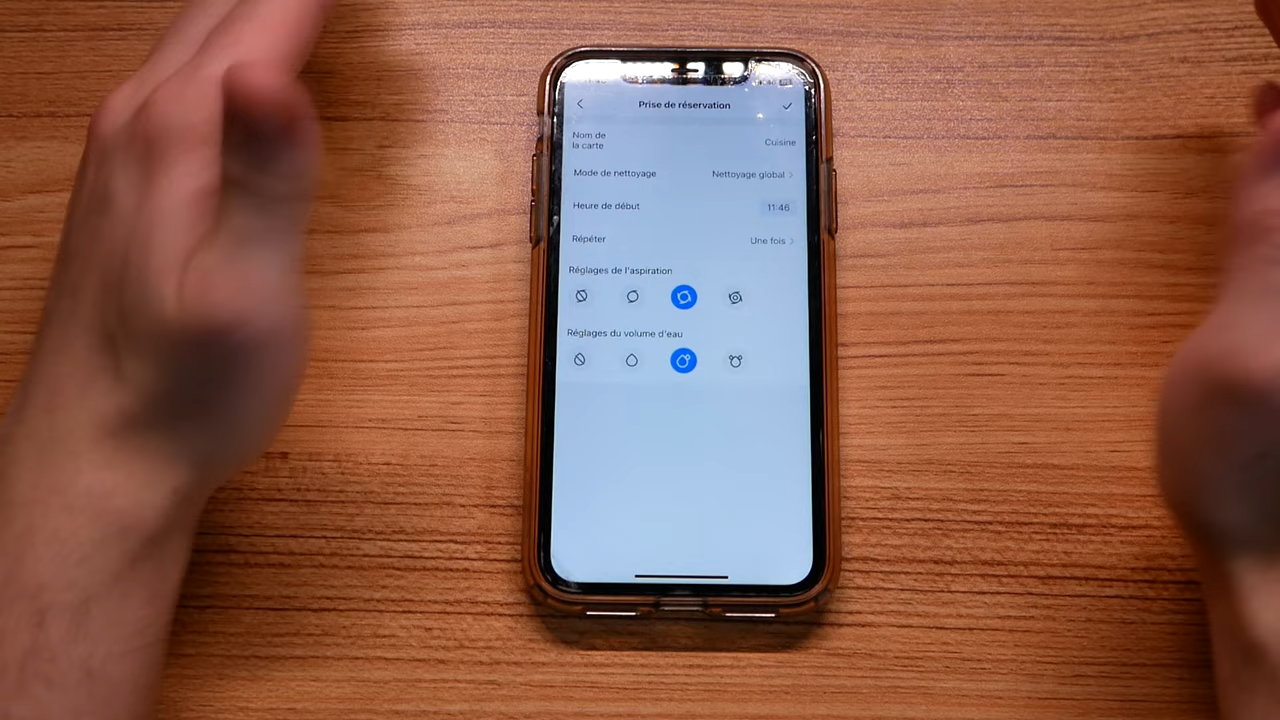 Prise de réservation
Nom de
la carte
Cuisine
Mode de nettoyage
Nettoyage global
Heure de début
11:46
Répéter
Une fois
Réglages de l'aspiration
Réglages du volume d'eau